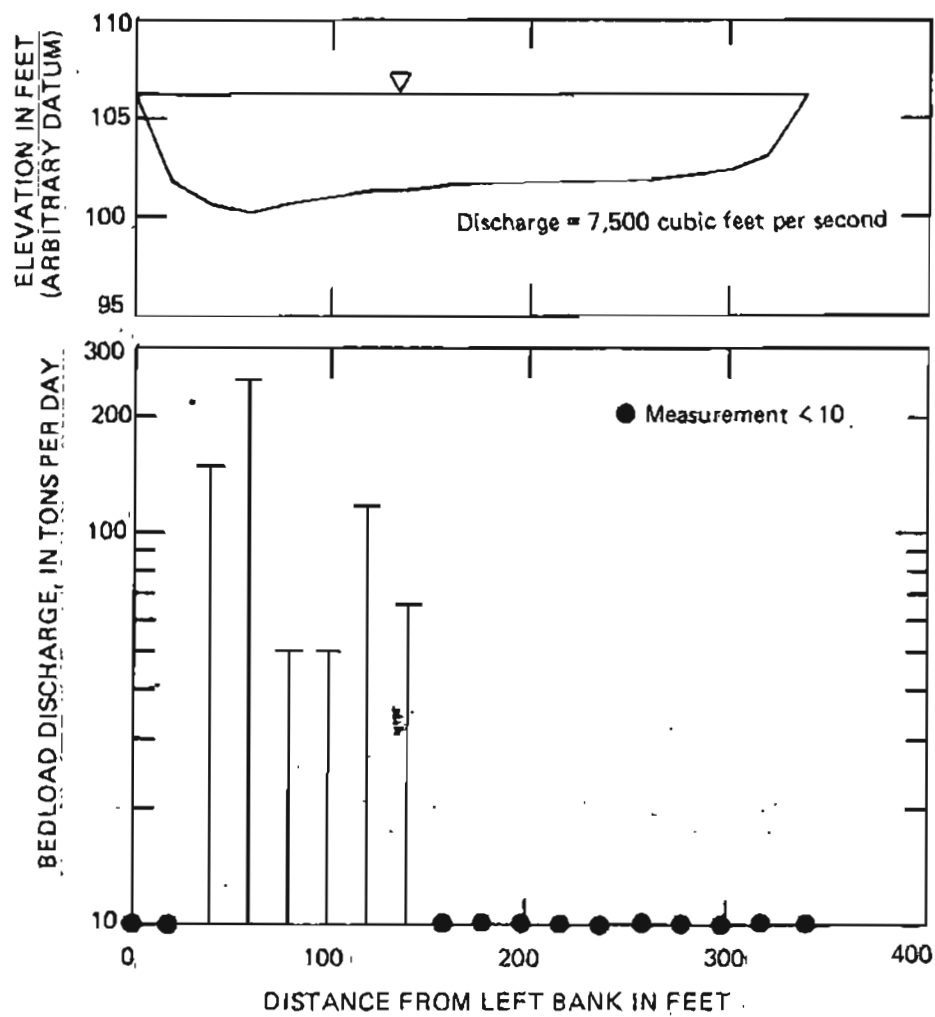 ELEVATION IN FEET
(ARBITRARY DATUM)
110
105
100
95
Discharge = 7,500 cubic feet per second
BEDLOAD DISCHARGE, IN TONS PER DAY
300
200
100
10
Measurement < 10
0 100 200 300 400
DISTANCE FROM LEFT BANK IN FEET